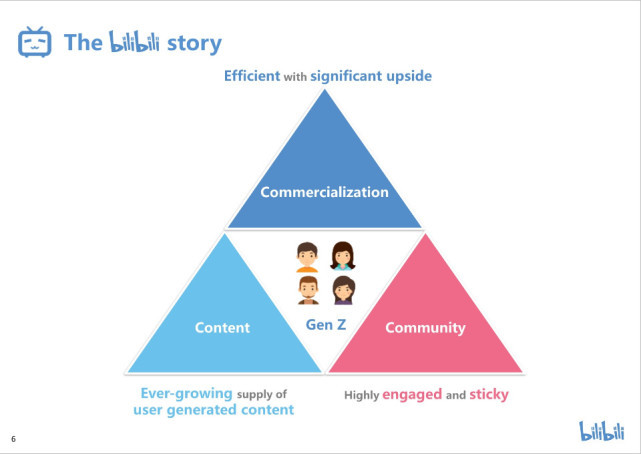 The bilibili story
Efficient with significant upside
Commercialization
Gen Z
Content
Community
Ever-growing supply of
user generated content
Highly engaged and sticky
6
bilibili